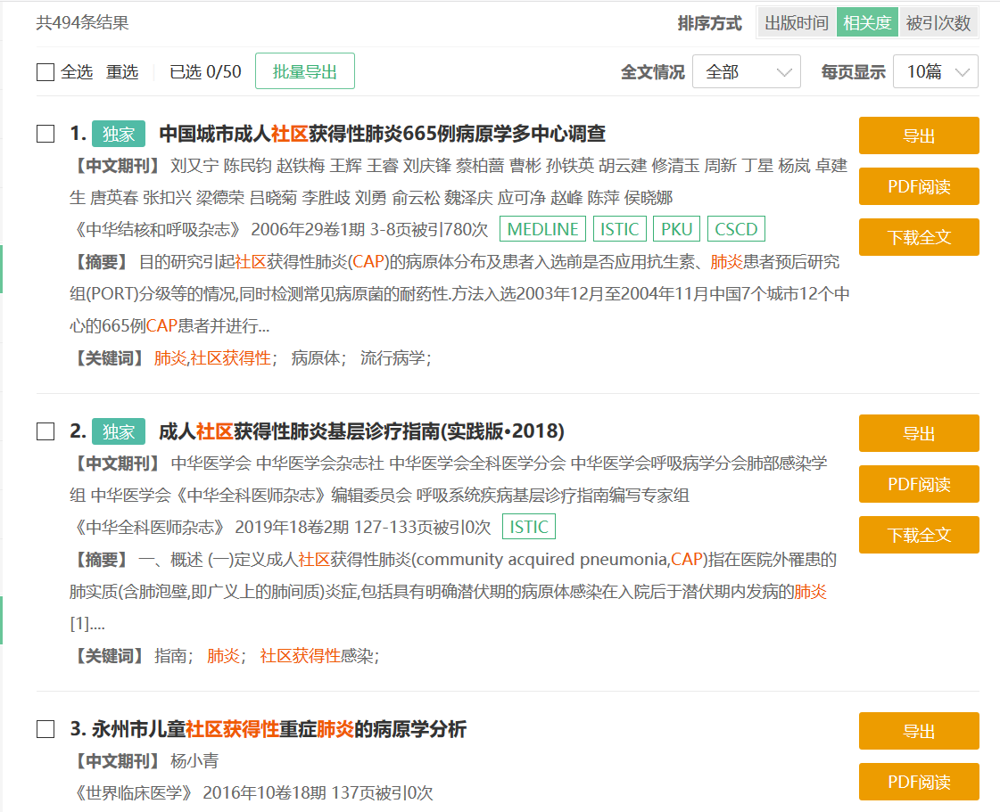 共494条结果
排序方式 出版时间 相关度 被引次数
全选 重选 已选 0/50 批量导出 全文情况 全部 每页显示 10篇
1. 独家 中国城市成人社区获得性肺炎665例病原学多中心调查
导出
【中文期刊】 刘又宁 陈民钧 赵铁梅 王辉 王睿 刘庆锋 蔡柏蔷 曹彬 孙铁英 胡云建 修清玉 周新 丁星 杨岚 卓建
生 唐英春 张扣兴 梁德荣 吕晓菊 李胜歧 刘勇 俞云松 魏泽庆 应可净 赵峰 陈萍 侯晓娜
PDF阅读
《中华结核和呼吸杂志》 2006年29卷1期 3-8页被引780次 MEDLINE ISTIC PKU CSCD
下载全文
【摘要】 目的研究引起社区获得性肺炎(CAP)的病原体分布及患者入选前是否应用抗生素、肺炎患者预后研究
组(PORT)分级等的情况,同时检测常见病原菌的耐药性.方法入选2003年12月至2004年11月中国7个城市12个中
心的665例CAP患者并进行...
【关键词】 肺炎,社区获得性； 病原体； 流行病学；
2. 独家 成人社区获得性肺炎基层诊疗指南(实践版·2018)
导出
【中文期刊】 中华医学会 中华医学会杂志社 中华医学会全科医学分会 中华医学会呼吸病学分会肺部感染学
组 中华医学会《中华全科医师杂志》编辑委员会 呼吸系统疾病基层诊疗指南编写专家组
PDF阅读
《中华全科医师杂志》 2019年18卷2期 127-133页被引0次 ISTIC
下载全文
【摘要】 一、概述 (一)定义成人社区获得性肺炎(community acquired pneumonia,CAP)指在医院外罹患的
肺实质(含肺泡壁,即广义上的肺间质)炎症,包括具有明确潜伏期的病原体感染在入院后于潜伏期内发病的肺炎
[1]....
【关键词】 指南； 肺炎； 社区获得性感染；
3. 永州市儿童社区获得性重症肺炎的病原学分析
导出
【中文期刊】 杨小青
PDF阅读
《世界临床医学》 2016年10卷18期 137页被引0次